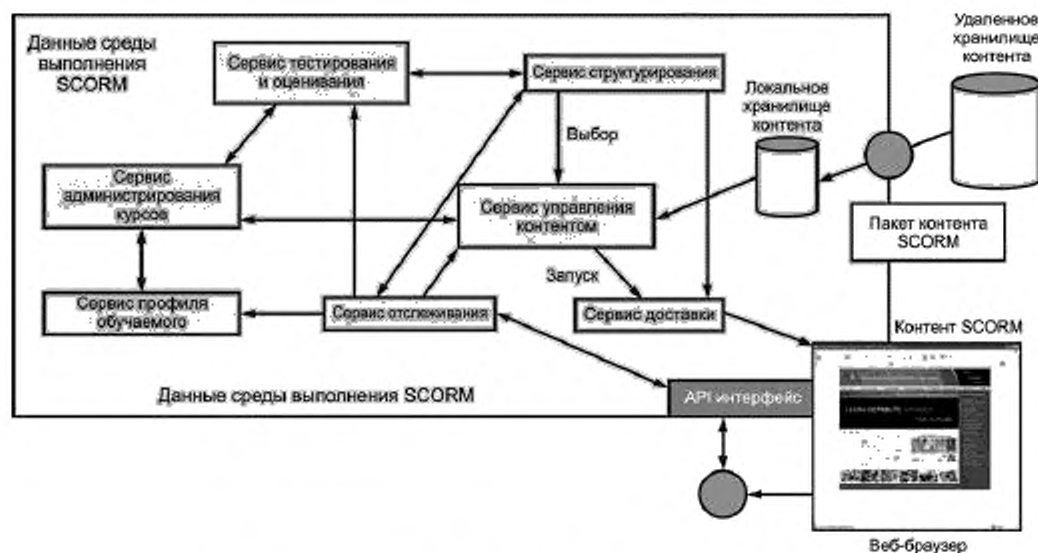 Данные среды
выполнения
SCORM
Сервис тестирования
и оценивания
Сервис структурирования
Удаленное
хранилище
контента
Локальное
хранилище
контента
Выбор
Сервис
администрирования
курсов
Сервис управления
контентом
Пакет контента
SCORM
Запуск
Сервис профиля
обучаемого
Сервис отслеживания
Сервис доставки
Контент SCORM
Данные среды выполнения SCORM
API интерфейс
Веб-браузер